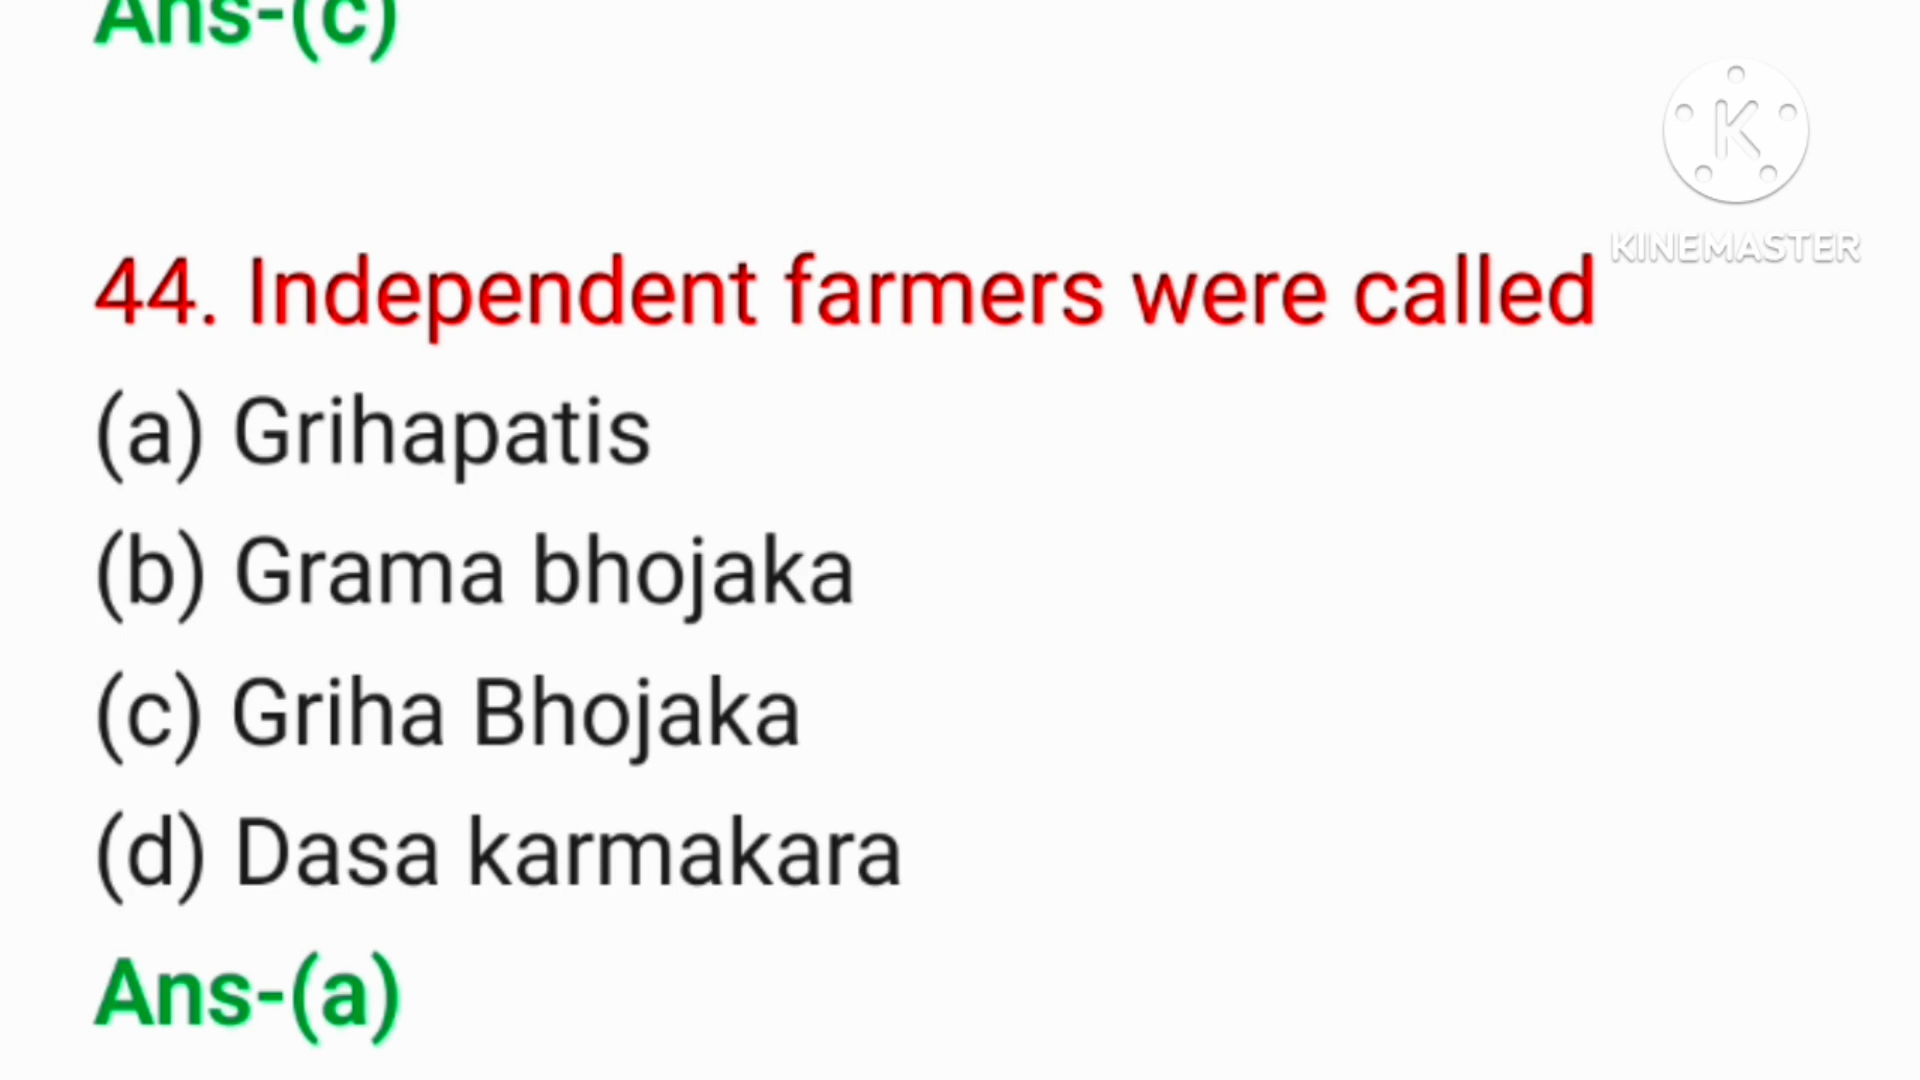 Ans-(c)
K
KINEMASTER
44. Independent farmers were called
(a) Grihapatis
(b) Grama bhojaka
(c) Griha Bhojaka
(d) Dasa karmakara
Ans-(a)